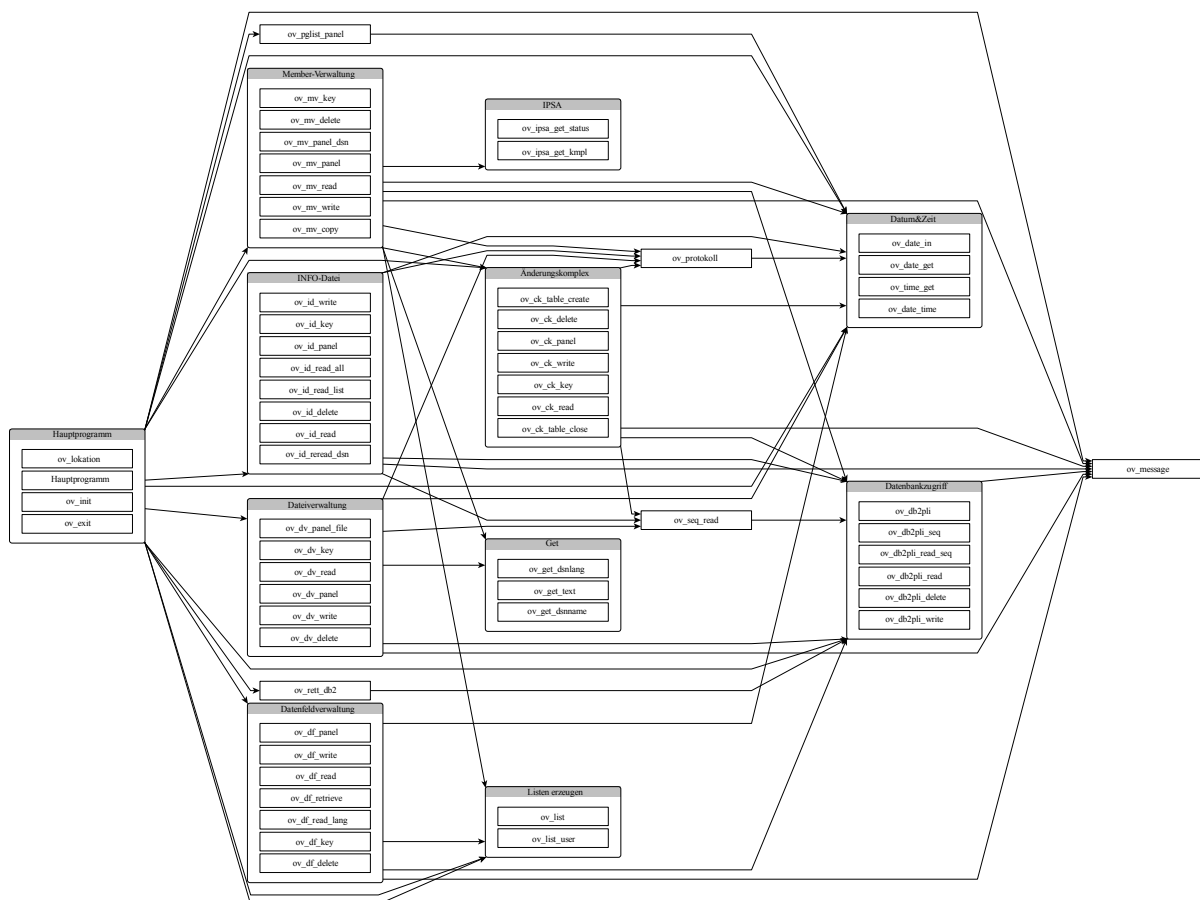 ov_pglist_panel
Member-Verwaltung
ov_mv_key
ov_mv_delete
ov_mv_panel_dsn
ov_mv_panel
ov_mv_read
ov_mv_write
ov_mv_copy
IPSA
ov_ipsa_get_status
ov_ipsa_get_kmpl
Datum&Zeit
ov_date_in
ov_date_get
ov_time_get
ov_date_time
ov_protokoll
INFO-Datei
ov_id_write
ov_id_key
ov_id_panel
ov_id_read_all
ov_id_read_list
ov_id_delete
ov_id_read
ov_id_reread_dsn
Änderungskomplex
ov_ck_table_create
ov_ck_delete
ov_ck_panel
ov_ck_write
ov_ck_key
ov_ck_read
ov_ck_table_close
Hauptprogramm
ov_lokation
Hauptprogramm
ov_init
ov_exit
ov_message
Datenbankzugriff
ov_db2pli
ov_db2pli_seq
ov_db2pli_read_seq
ov_db2pli_read
ov_db2pli_delete
ov_db2pli_write
Dateiverwaltung
ov_dv_panel_file
ov_dv_key
ov_dv_read
ov_dv_panel
ov_dv_write
ov_dv_delete
ov_seq_read
Get
ov_get_dsnlang
ov_get_text
ov_get_dsnname
ov_rett_db2
Datenfeldverwaltung
ov_df_panel
ov_df_write
ov_df_read
ov_df_retrieve
ov_df_read_lang
ov_df_key
ov_df_delete
Listen erzeugen
ov_list
ov_list_user